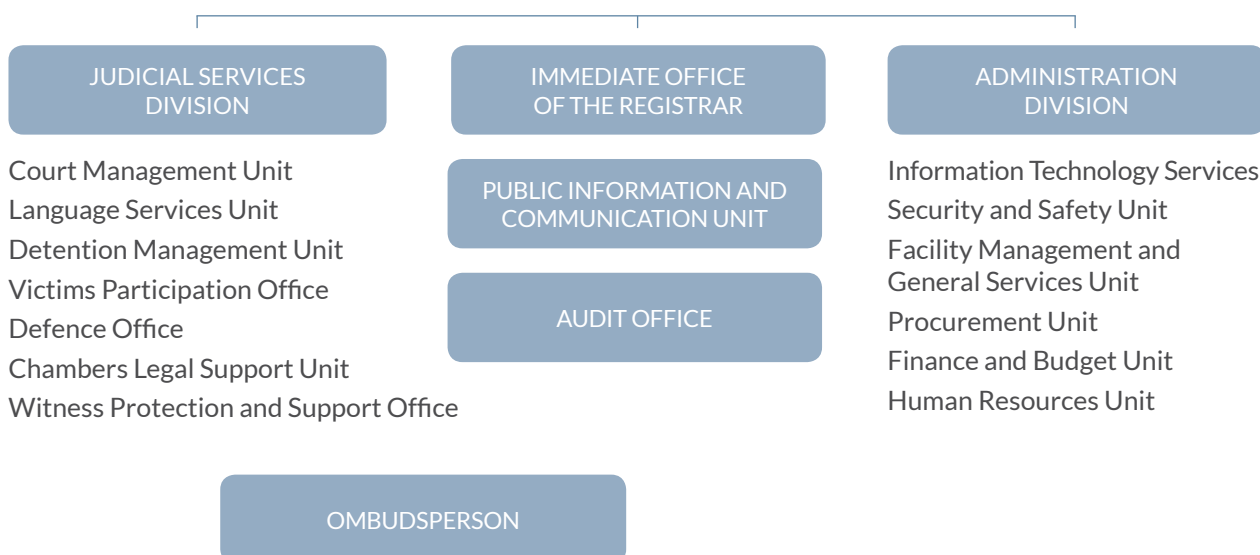 JUDICIAL SERVICES
DIVISION
Court Management Unit
Language Services Unit
Detention Management Unit
Victims Participation Office
Defence Office
Chambers Legal Support Unit
Witness Protection and Support Office
IMMEDIATE OFFICE
OF THE REGISTRAR
PUBLIC INFORMATION AND
COMMUNICATION UNIT
AUDIT OFFICE
ADMINISTRATION
DIVISION
Information Technology Services
Security and Safety Unit
Facility Management and
General Services Unit
Procurement Unit
Finance and Budget Unit
Human Resources Unit
OMBUDSPERSON